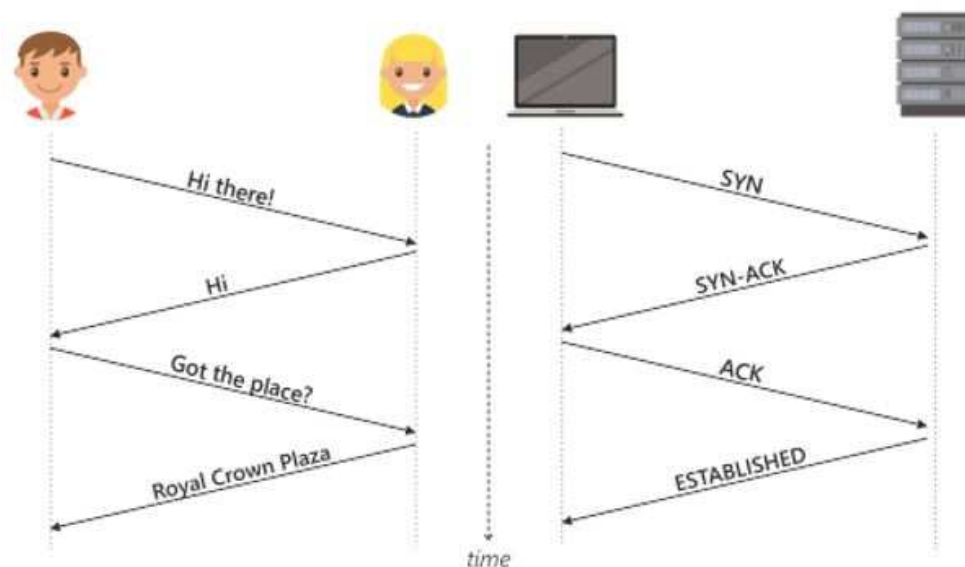 Hi there!
Hi
Got the place?
Royal Crown Plaza
SYN
SYN-ACK
ACK
ESTABLISHED
time